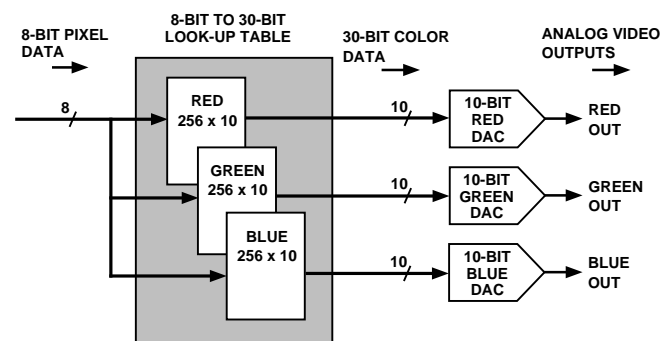 8-BIT PIXEL
DATA
8-BIT TO 30-BIT
LOOK-UP TABLE
30-BIT COLOR
DATA
ANALOG VIDEO
OUTPUTS
8
RED
256 x 10
10
10-BIT
RED
DAC
RED
OUT
GREEN
256 x 10
10
10-BIT
GREEN
DAC
GREEN
OUT
BLUE
256 x 10
10
10-BIT
BLUE
DAC
BLUE
OUT